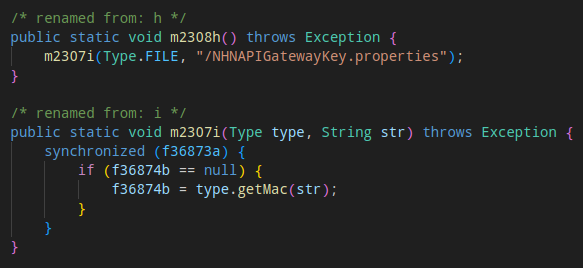 /* renamed from: h */
public static void m2308h() throws Exception {
    m2307i(Type.FILE, "/NHNAPIGatewayKey.properties");
}

/* renamed from: i */
public static void m2307i(Type type, String str) throws Exception {
    synchronized (f36873a) {
        if (f36874b == null) {
            f36874b = type.getMac(str);
        }
    }
}